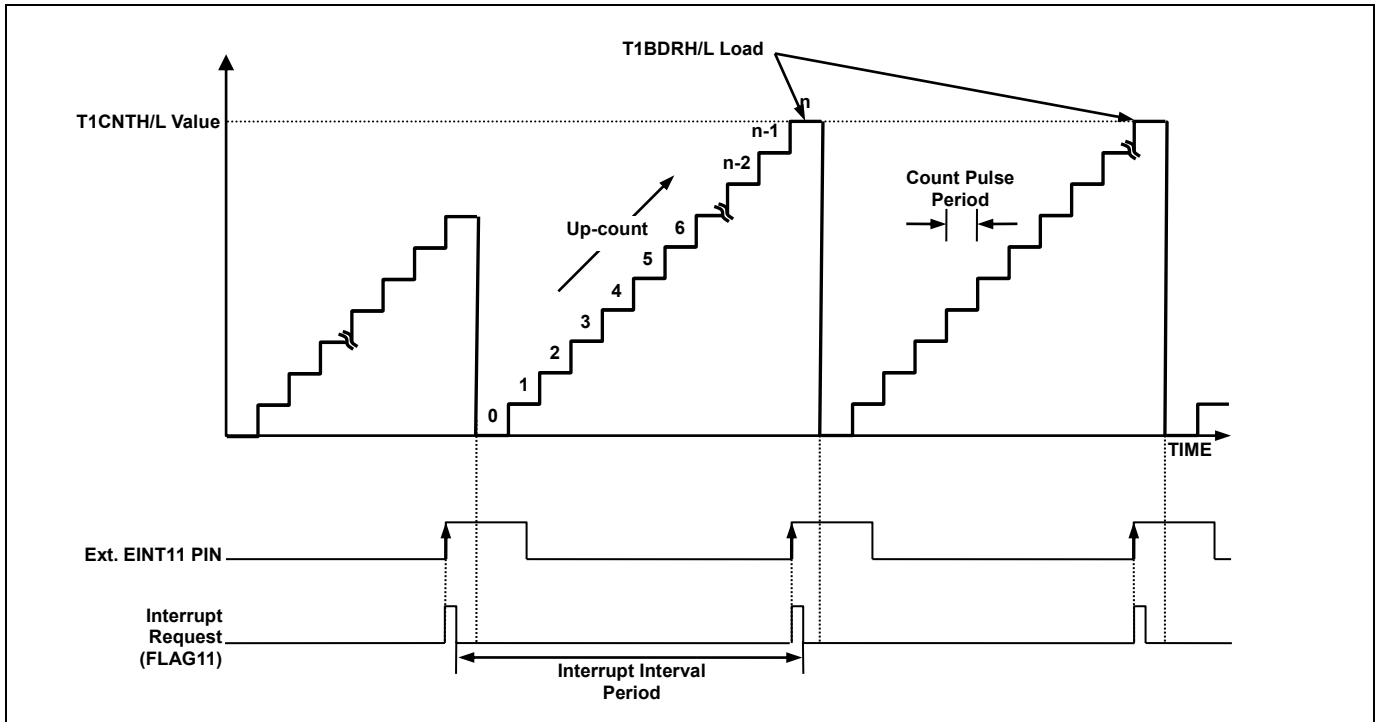 T1BDRH/L Load
T1CNTH/L Value
n
n-1
n-2
Count Pulse
Period
Up-count
6
5
4
3
2
1
0
TIME
Ext. EINT11 PIN
Interrupt
Request
(FLAG11)
Interrupt Interval
Period